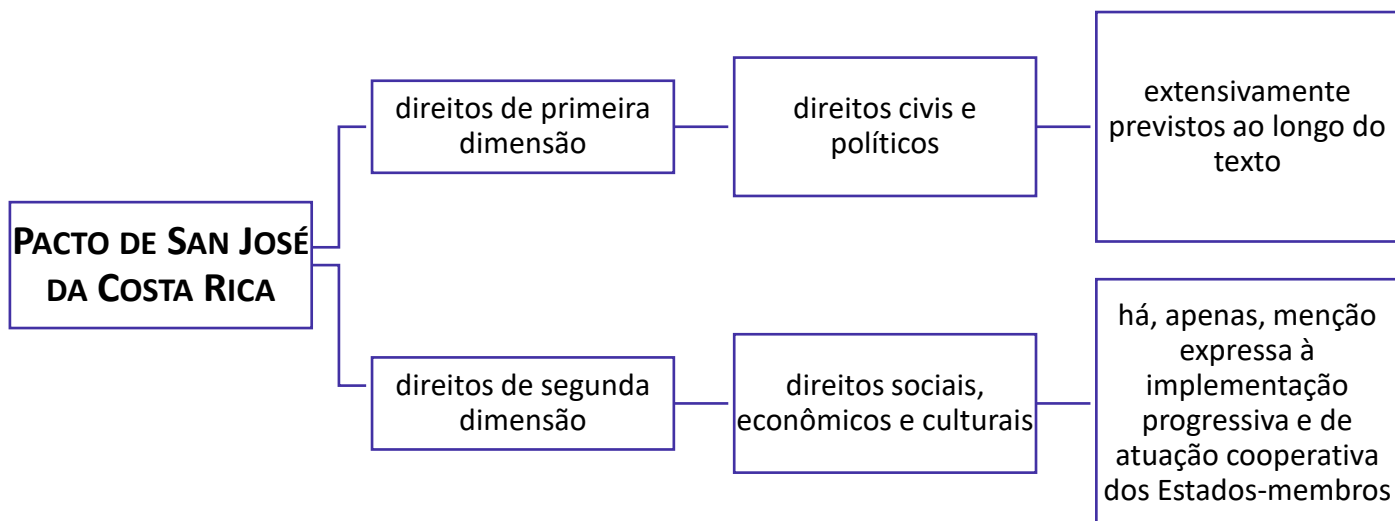 PACTO DE SAN JOSÉ
DA COSTA RICA
direitos de primeira
dimensão
direitos civis e
políticos
extensivamente
previstos ao longo do
texto
direitos de segunda
dimensão
direitos sociais,
econômicos e culturais
há, apenas, menção
expressa à
implementação
progressiva e de
atuação cooperativa
dos Estados-membros